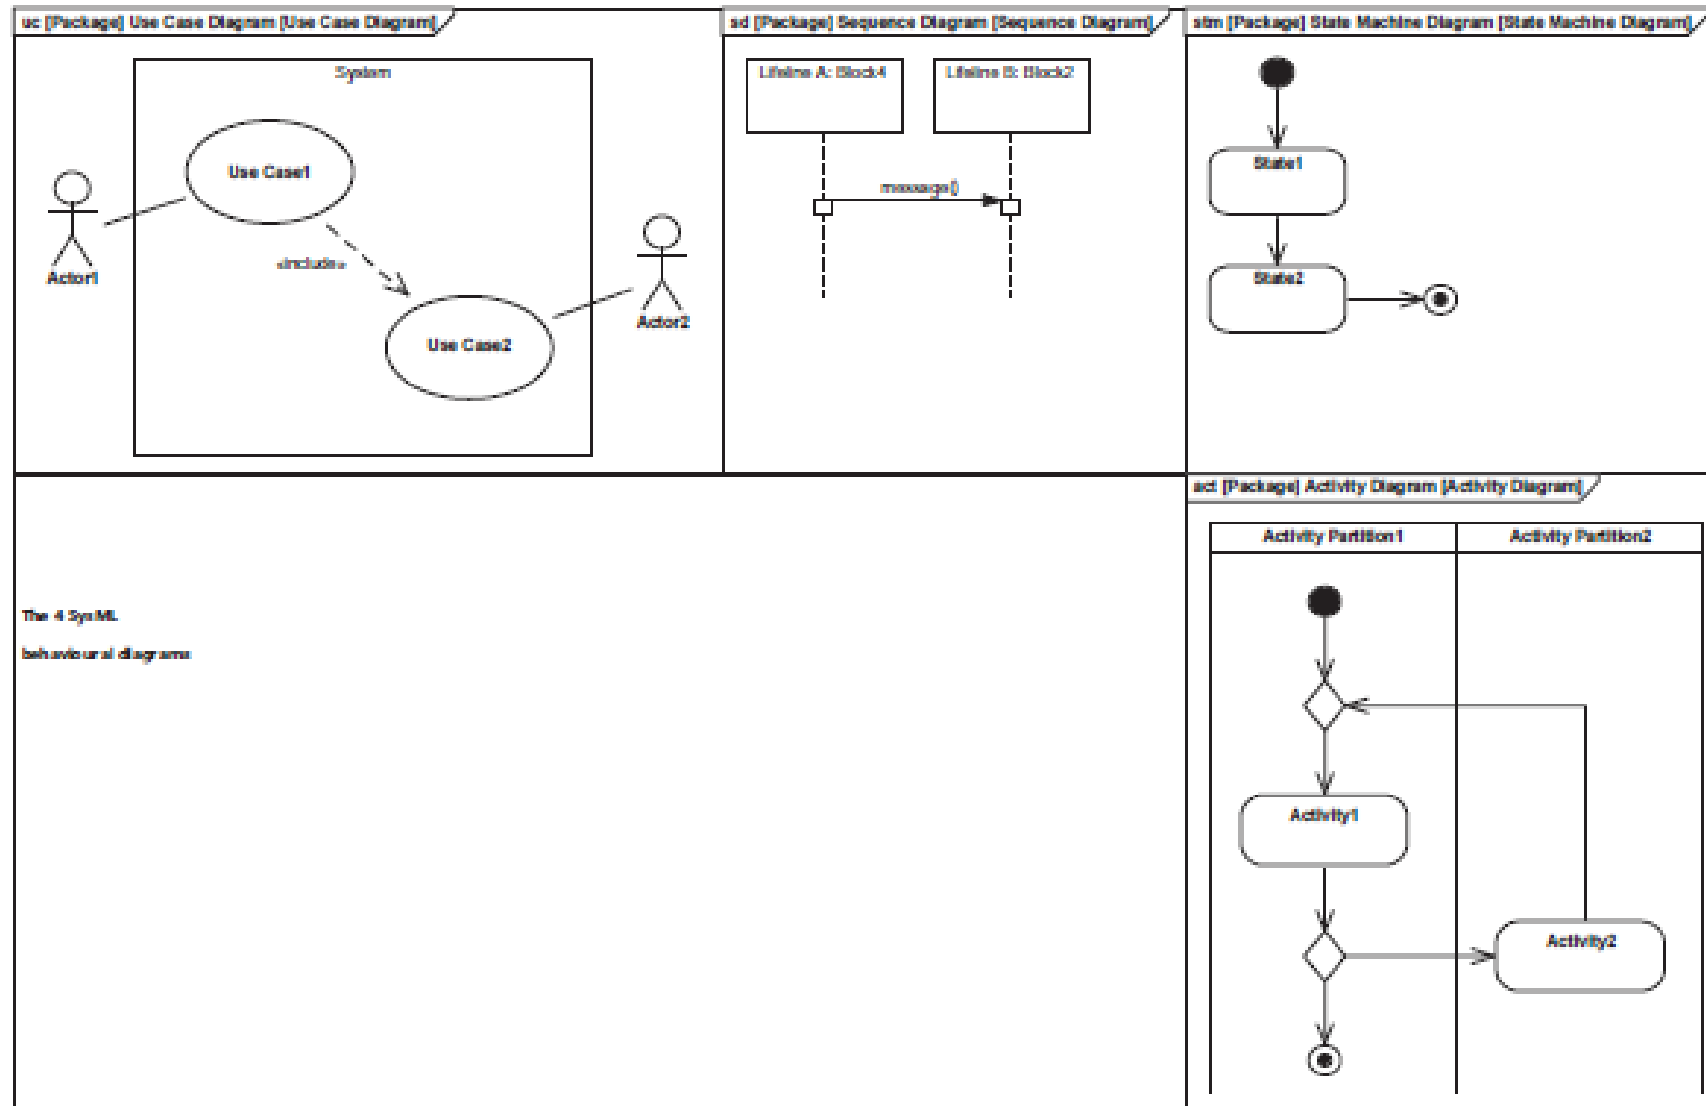 uc [Package] Use Case Diagram [Use Case Diagram]
System
Use Case1
Actor1
«include»
Use Case2
Actor2
sd [Package] Sequence Diagram [Sequence Diagram]
Lifeline A: Block4
Lifeline B: Block2
message()
stm [Package] State Machine Diagram [State Machine Diagram]
State1
State2
The 4 SysML
behavioural diagrams
act [Package] Activity Diagram [Activity Diagram]
Activity Partition1
Activity Partition2
Activity1
Activity2